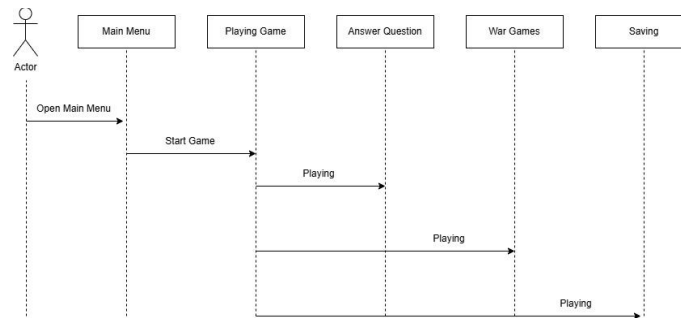 Main Menu
Playing Game
Answer Question
War Games
Saving
Actor
Open Main Menu
Start Game
Playing
Playing
Playing